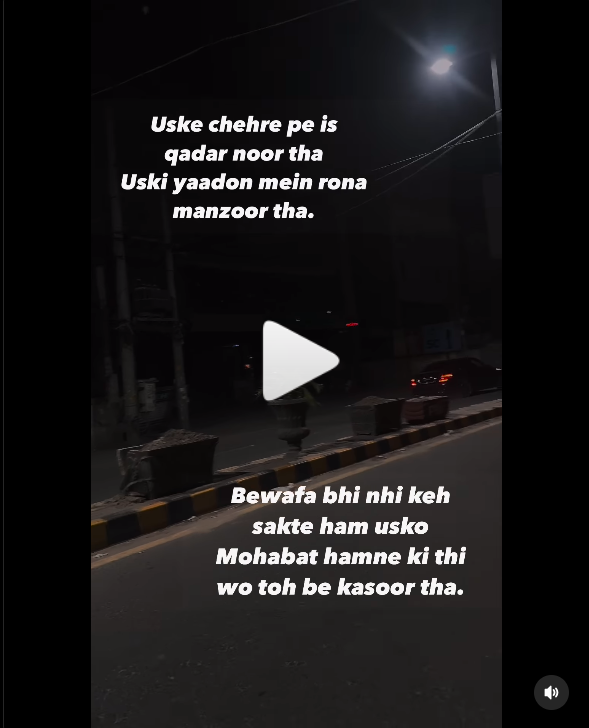 Uske chehre pe is
qadar noor tha
Uski yaadon mein rona
manzoor tha.
Bewafa bhi nhi keh
sakte ham usko
Mohabat hamne ki thi
wo toh be kasoor tha.